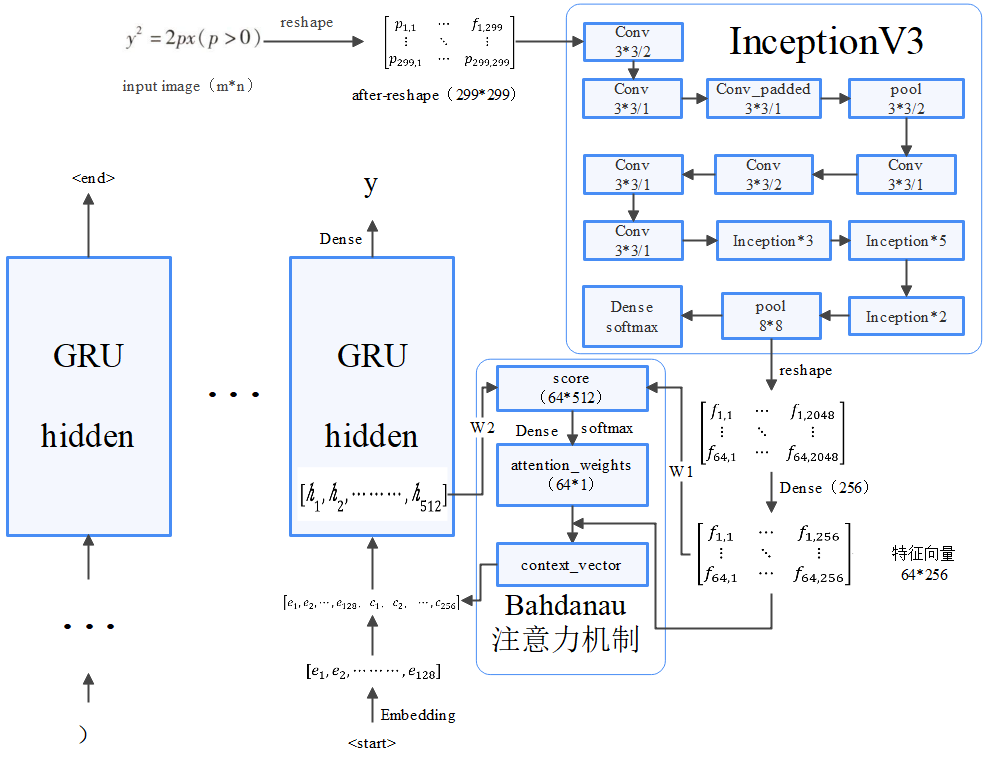 y² = 2px(p > 0)
reshape
input image（m*n）
[p₁,₁ ⋯ f₁,₂₉₉
⋮ ⋱ ⋮
p₂₉₉,₁ ⋯ p₂₉₉,₂₉₉]
after-reshape（299*299）
InceptionV3
Conv
3*3/2
Conv
3*3/1
Conv_padded
3*3/1
pool
3*3/2
Conv
3*3/1
Conv
3*3/2
Conv
3*3/1
Conv
3*3/1
Inception*3
Inception*5
Dense
softmax
pool
8*8
Inception*2
reshape
[f₁,₁ ⋯ f₁,₂₀₄₈
⋮ ⋱ ⋮
f₆₄,₁ ⋯ f₆₄,₂₀₄₈]
Dense（256）
[f₁,₁ ⋯ f₁,₂₅₆
⋮ ⋱ ⋮
f₆₄,₁ ⋯ f₆₄,₂₅₆]
特征向量
64*256
W1
W2
score
（64*512）
Dense
softmax
attention_weights
（64*1）
context_vector
Bahdanau
注意力机制
<end>
GRU
hidden
⋯
⋯
）
y
Dense
GRU
hidden
[h₁, h₂, ⋯⋯⋯, h₅₁₂]
[e₁, e₂, ⋯, e₁₂₈、c₁、c₂、⋯, c₂₅₆]
[e₁, e₂, ⋯⋯⋯, e₁₂₈]
Embedding
<start>